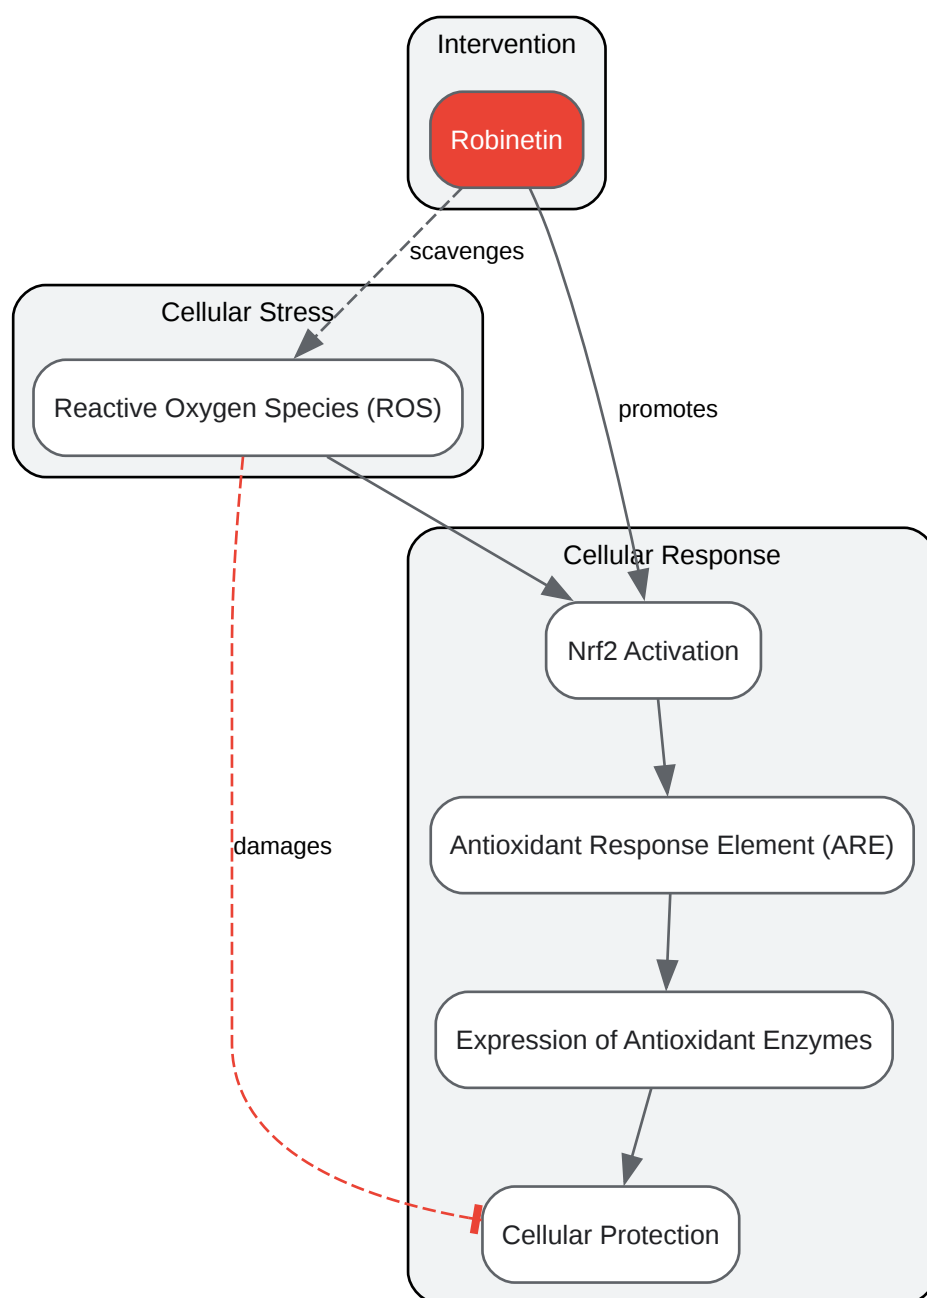 Intervention
Robinetin
scavenges
Cellular Stress
Reactive Oxygen Species (ROS)
promotes
Cellular Response
Nrf2 Activation
Antioxidant Response Element (ARE)
damages
Expression of Antioxidant Enzymes
Cellular Protection